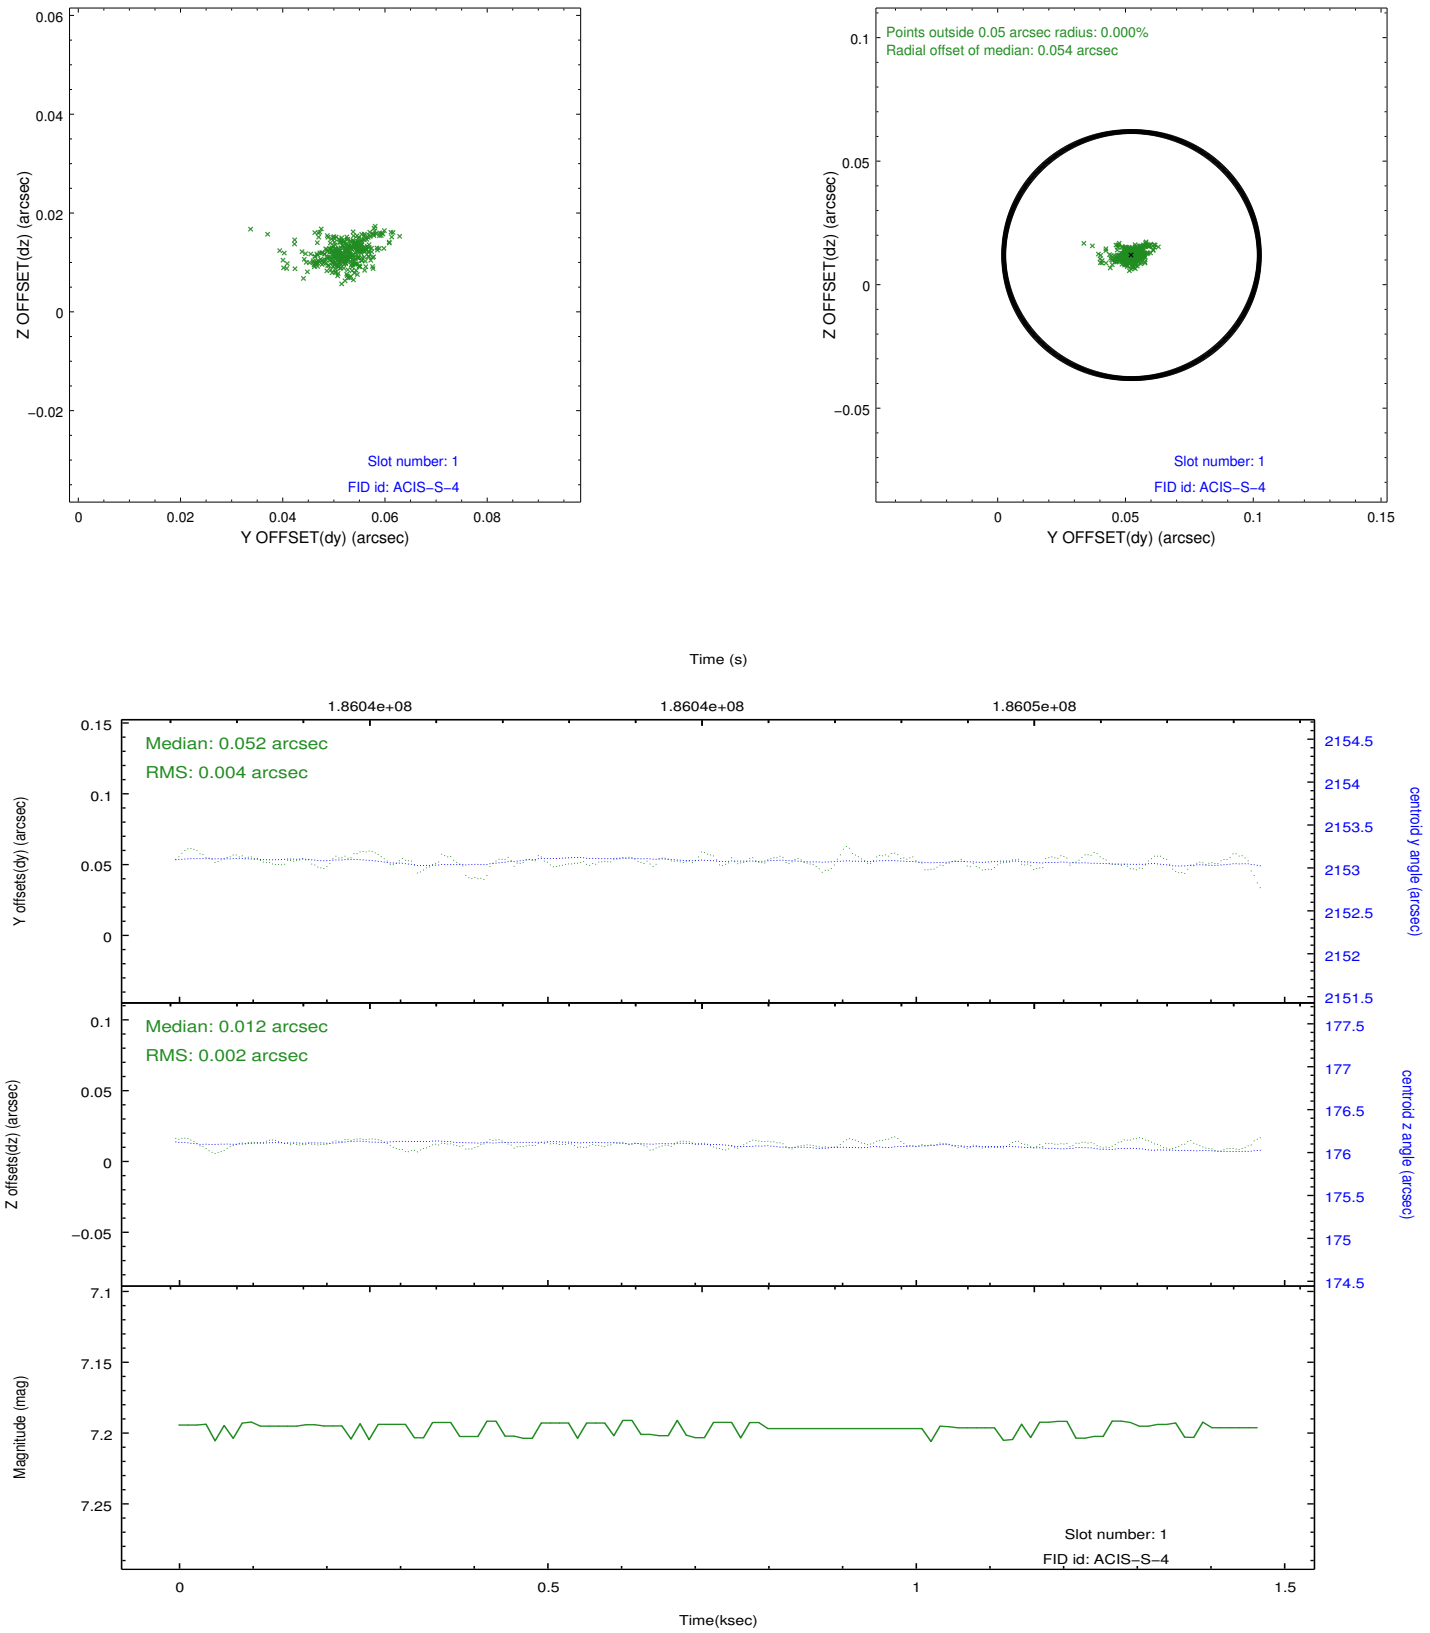 0.06
0.04
0.02
0
−0.02
Z OFFSET(dz) (arcsec)
Slot number: 1
FID id: ACIS−S−4
0 0.02 0.04 0.06 0.08
Y OFFSET(dy) (arcsec)
Points outside 0.05 arcsec radius: 0.000%
Radial offset of median: 0.054 arcsec
0.1
0.05
0
−0.05
Z OFFSET(dz) (arcsec)
Slot number: 1
FID id: ACIS−S−4
0 0.05 0.1 0.15
Y OFFSET(dy) (arcsec)
Time (s)
1.8604e+08 1.8604e+08 1.8605e+08
Median: 0.052 arcsec
RMS: 0.004 arcsec
0.15
0.1
0.05
0
Y offsets(dy) (arcsec)
2154.5
2154
2153.5
2153
2152.5
2152
2151.5
centroid y angle (arcsec)
Median: 0.012 arcsec
RMS: 0.002 arcsec
0.1
0.05
0
−0.05
Z offsets(dz) (arcsec)
177.5
177
176.5
176
175.5
175
174.5
centroid z angle (arcsec)
7.1
7.15
7.2
7.25
Magnitude (mag)
Slot number: 1
FID id: ACIS−S−4
0 0.5 1 1.5
Time(ksec)